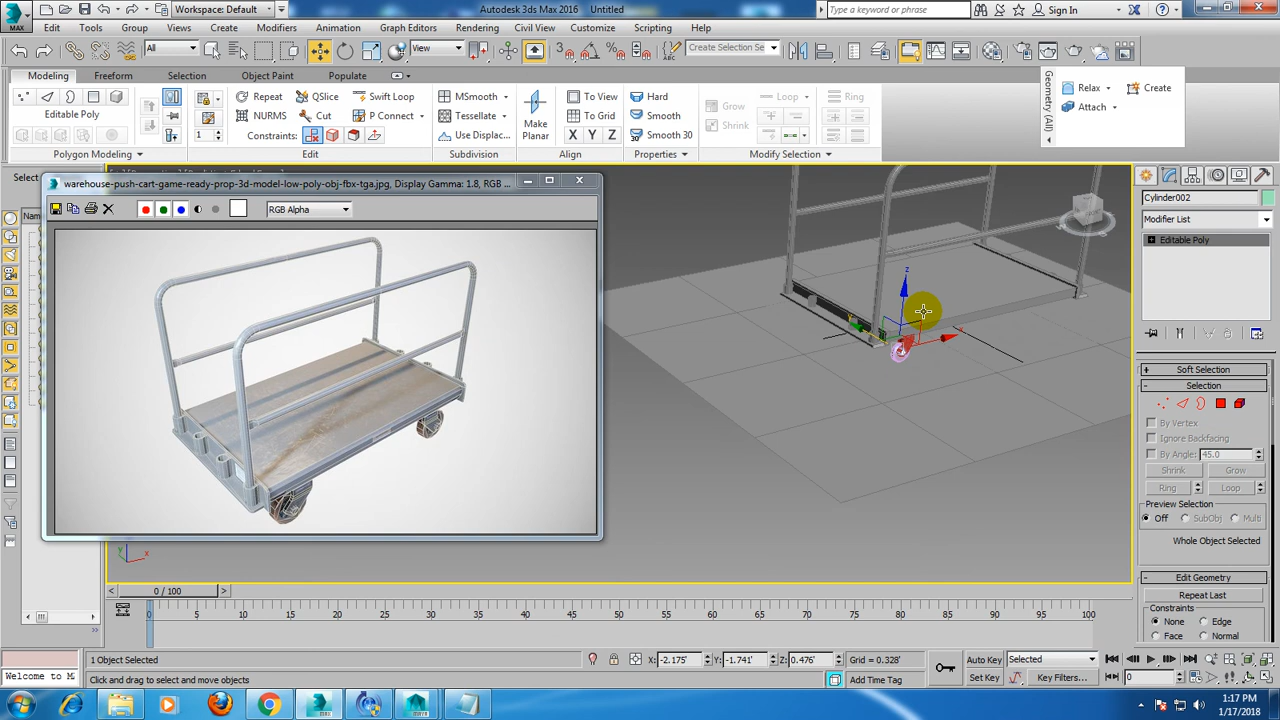 Workspace: Default
Autodesk 3ds Max 2016 Untitled
Type a keyword or phrase
Sign In
MAX
Edit Tools Group Views Create Modifiers Animation Graph Editors Rendering Civil View Customize Scripting Help
All
View
Create Selection Se
Modeling Freeform Selection Object Paint Populate
Editable Poly
Polygon Modeling
Repeat QSlice Swift Loop
NURMS Cut P Connect
Constraints:
1
Edit
MSmooth
Tessellate
Use Displac...
Subdivision
Make Planar
To View
To Grid
X Y Z
Align
Hard
Smooth
Smooth 30
Properties
Grow
Shrink
Loop
Ring
Modify Selection
Geometry (All)
Relax
Attach
Create
Select
warehouse-push-cart-game-ready-prop-3d-model-low-poly-obj-fbx-tga.jpg, Display Gamma: 1.8, RGB ...
RGB Alpha
z
x
y
Cylinder002
Modifier List
Editable Poly
Soft Selection
Selection
By Vertex
Ignore Backfacing
By Angle: 45.0
Shrink Grow
Ring Loop
Preview Selection
Off SubObj Multi
Whole Object Selected
Edit Geometry
Repeat Last
Constraints
None Edge
Face Normal
0 / 100
0 5 10 15 20 25 30 35 40 45 50 55 60 65 70 75 80 85 90 95 100
1 Object Selected
X: -2.175' Y: -1.741' Z: 0.476' Grid = 0.328'
Auto Key Selected
Welcome to M
Click and drag to select and move objects
Add Time Tag
Set Key Key Filters...
0
1:17 PM
1/17/2018